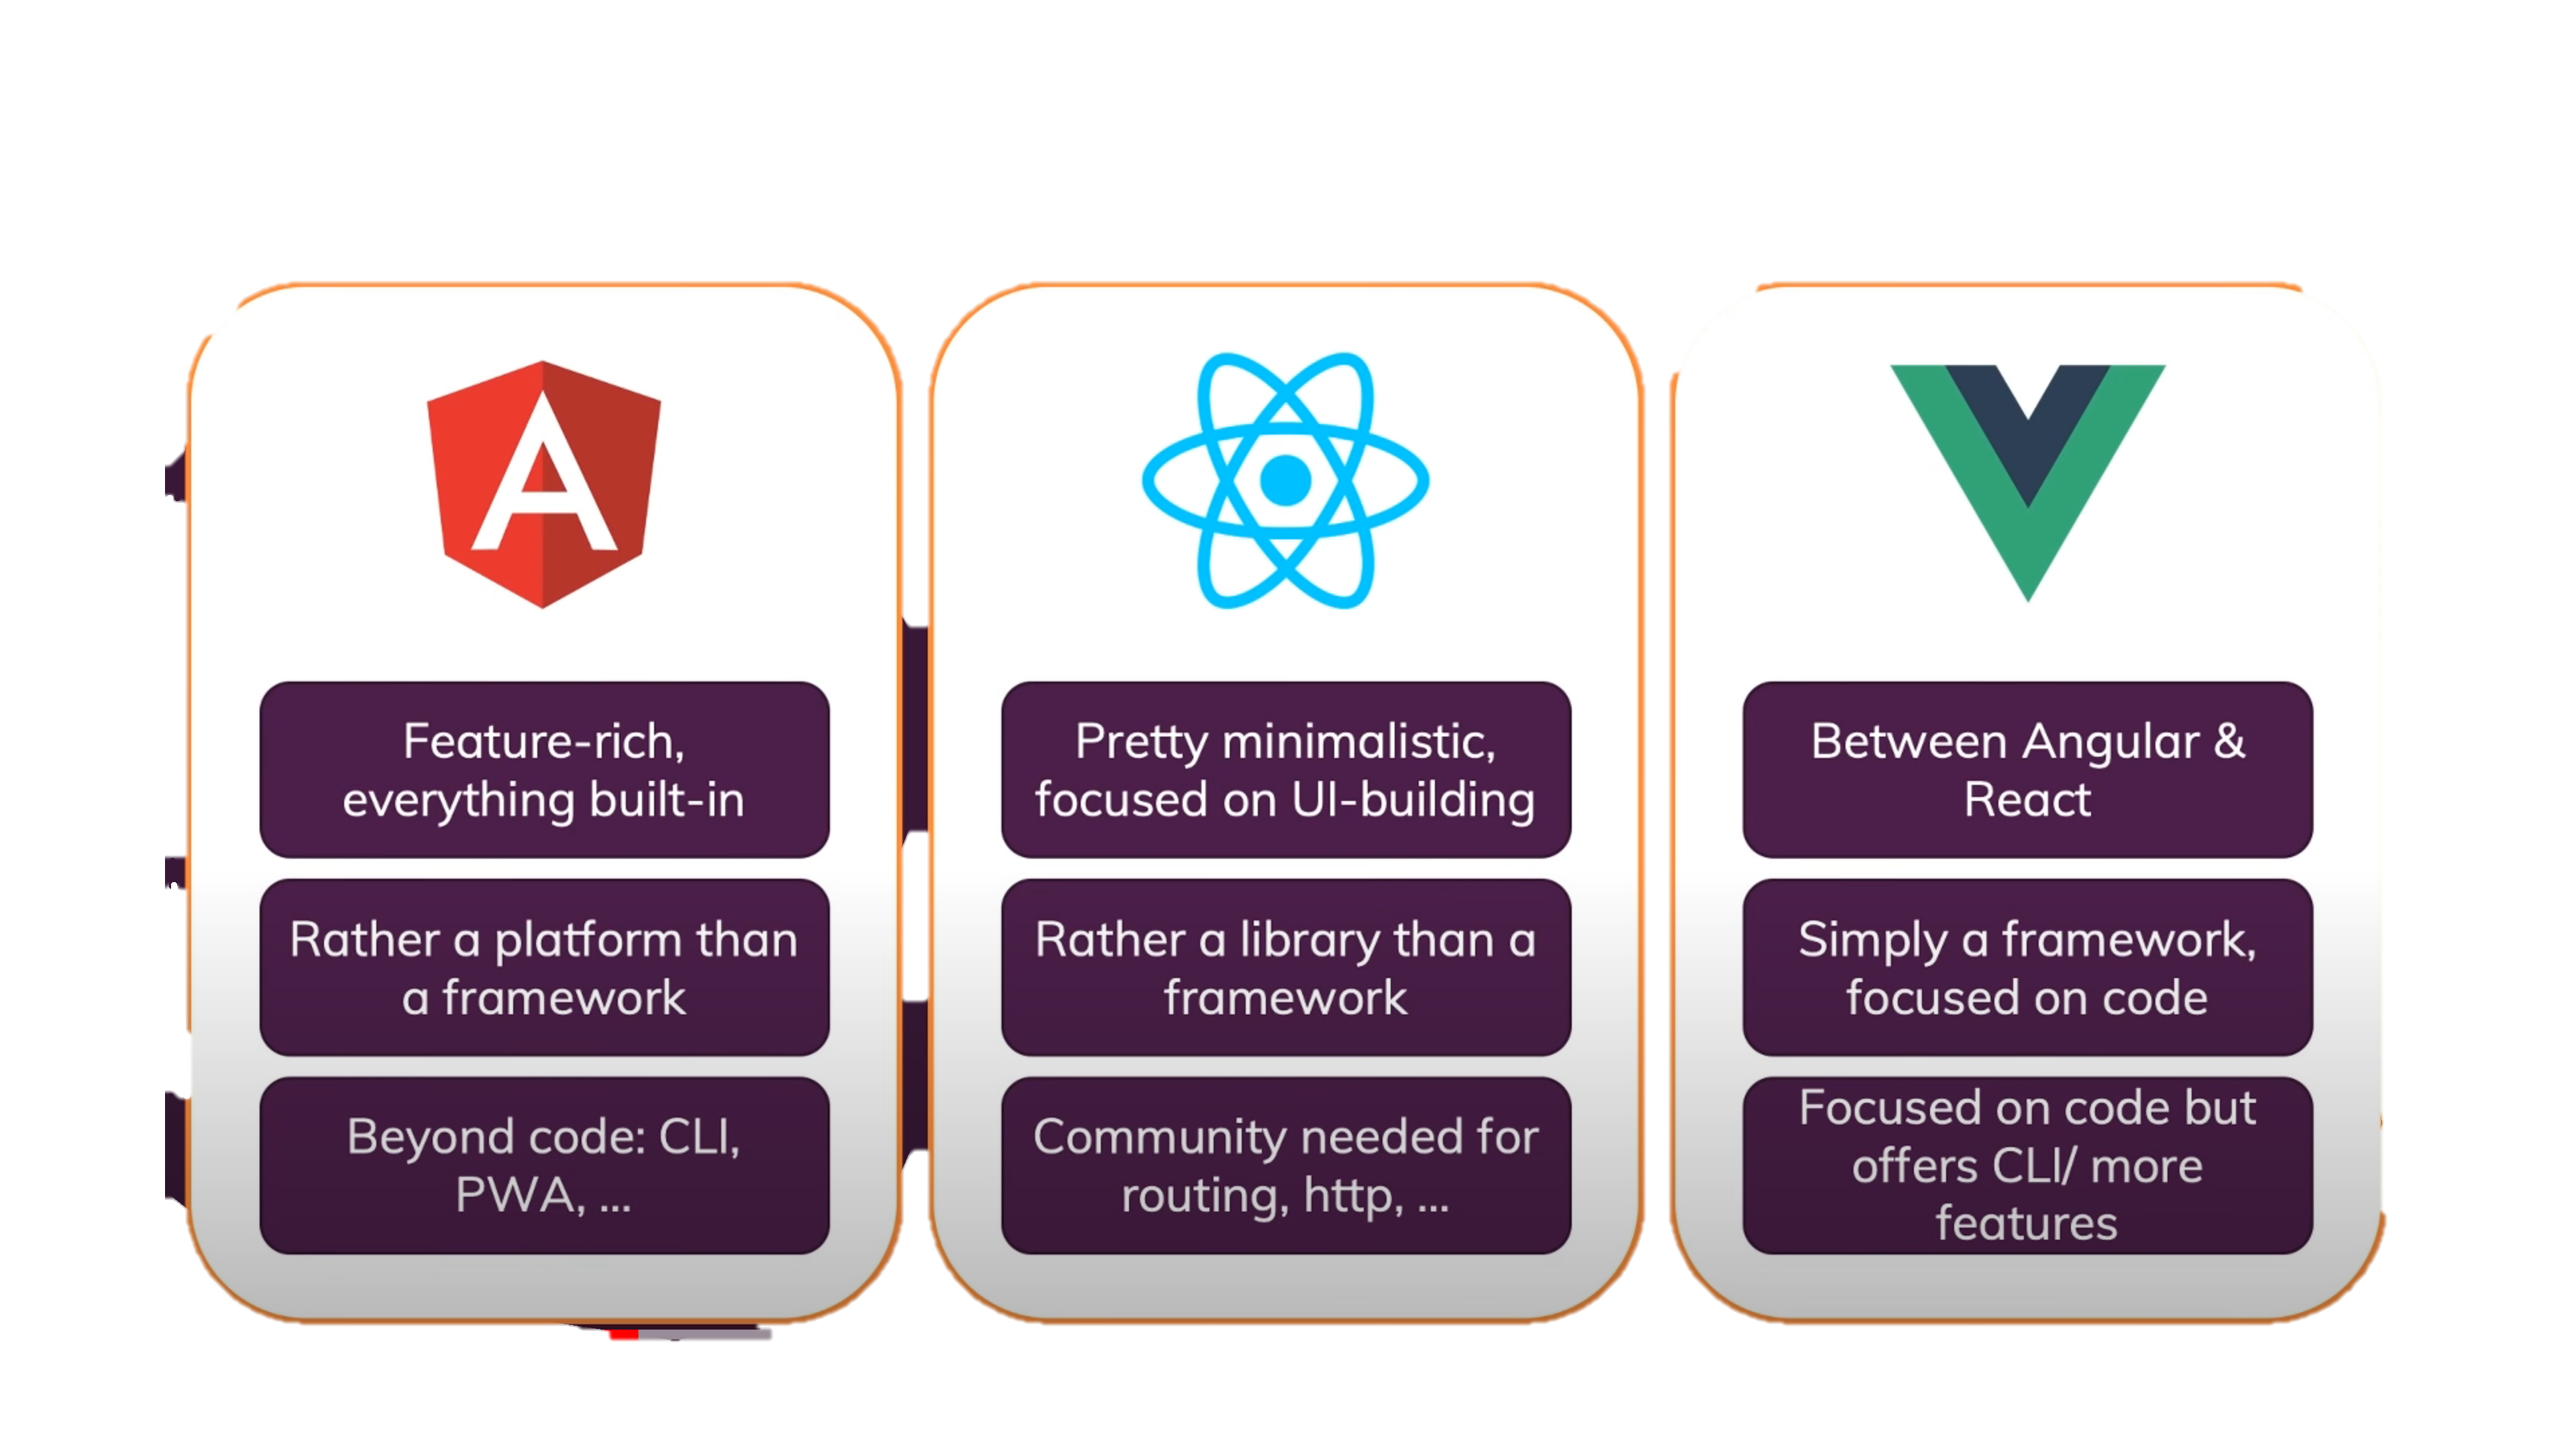 Feature-rich,
everything built-in
Rather a platform than
a framework
Beyond code: CLI,
PWA, ...
Pretty minimalistic,
focused on UI-building
Rather a library than a
framework
Community needed for
routing, http, ...
Between Angular &
React
Simply a framework,
focused on code
Focused on code but
offers CLI/ more
features